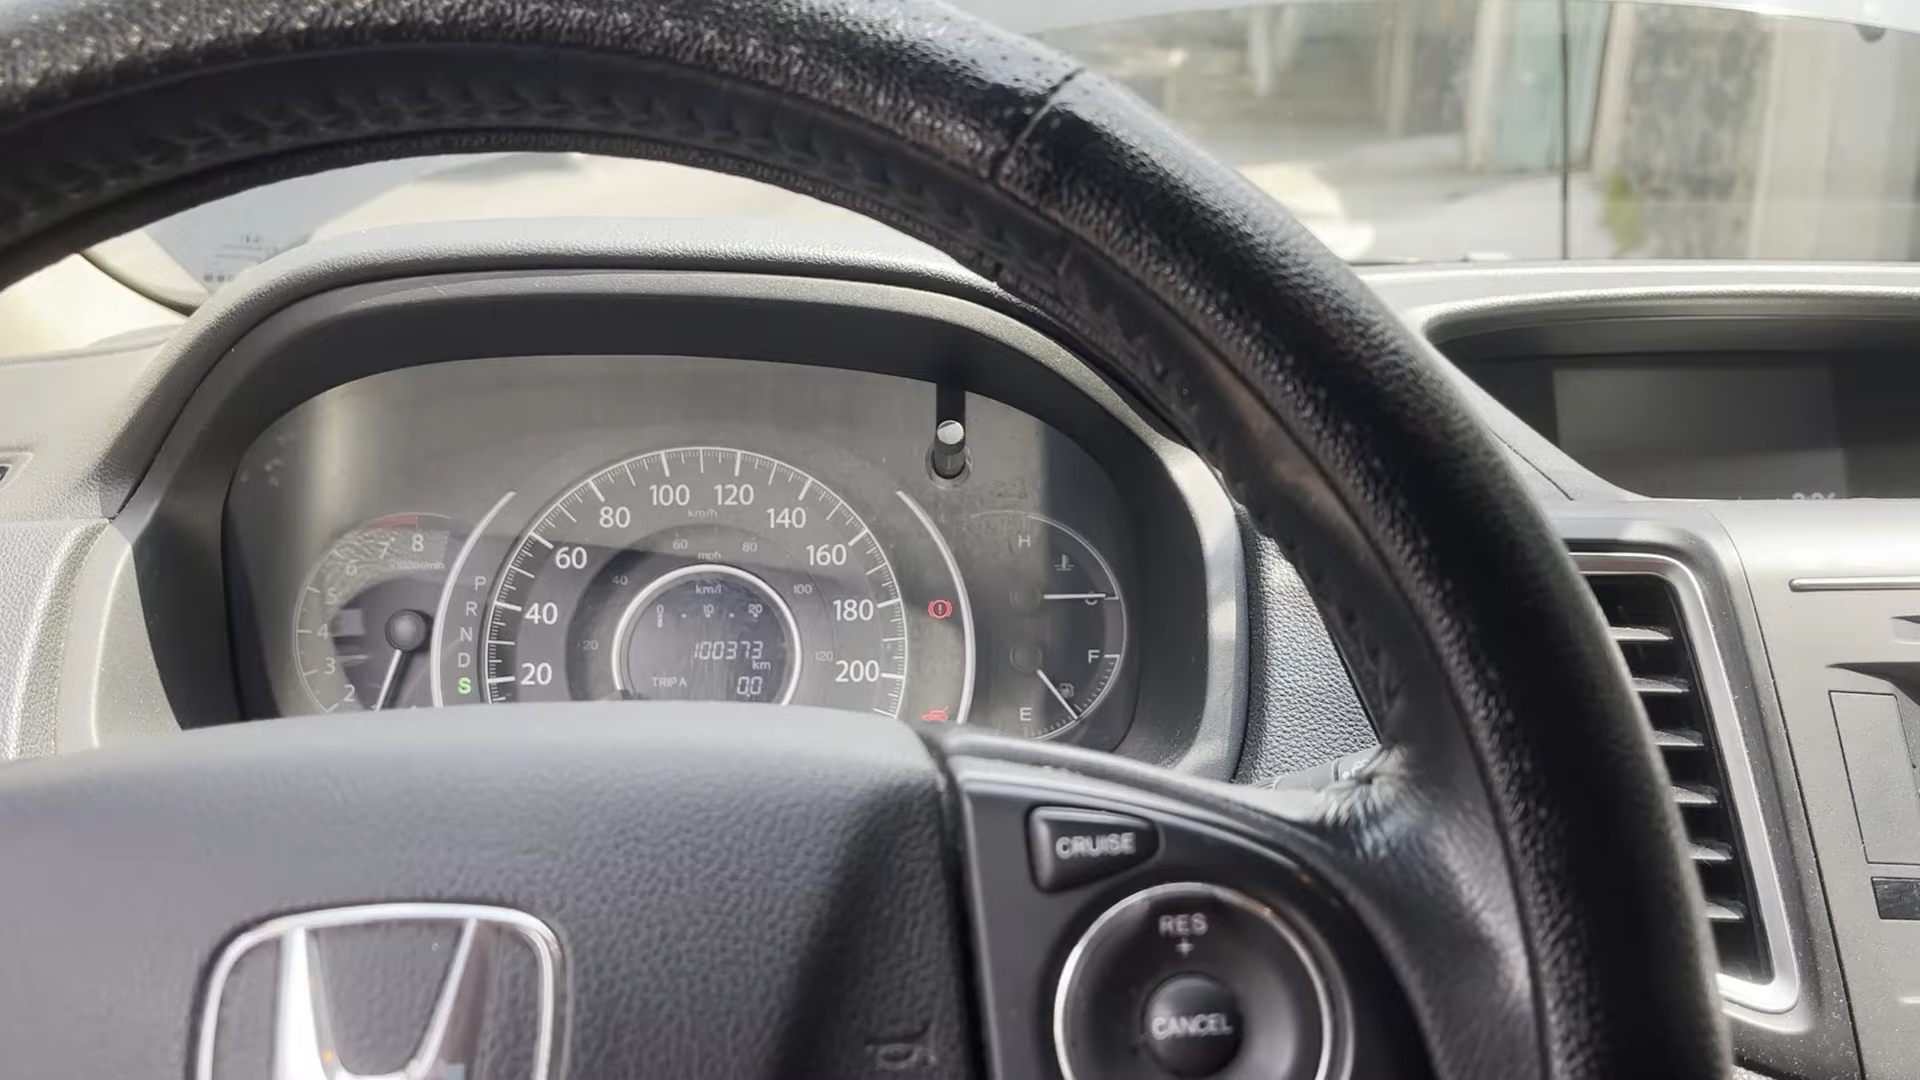 100 120
80 km/h 140
60 60 mph 80 160
8
7
x1000r/min
6
5
4
3
2
P
R
N
D
S
40 40 km/l 100 180
0 10 20
100373
km
20 20 120 200
TRIP A 0.0
H
C
F
E
CRUISE
RES
+
CANCEL